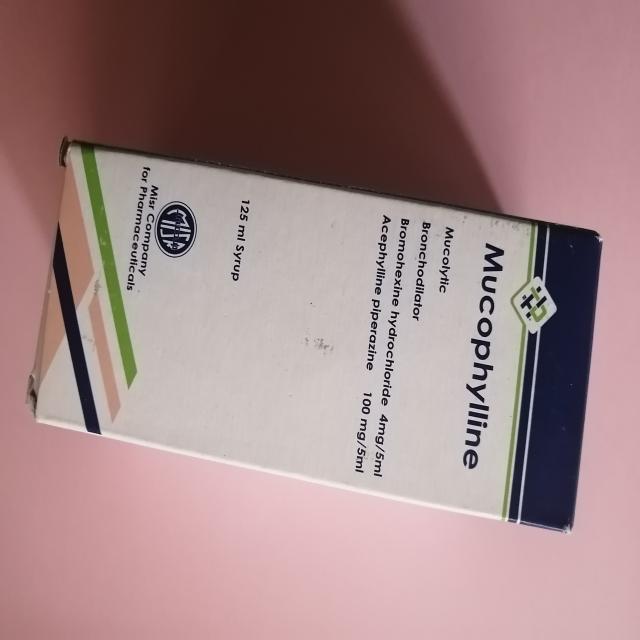 Mucophylline
Mucolytic
Bronchodilator
Bromohexine hydrochloride 4mg/5ml
Acephylline piperazine 100 mg/5ml
125 ml Syrup
Misr Company
for Pharmaceuticals